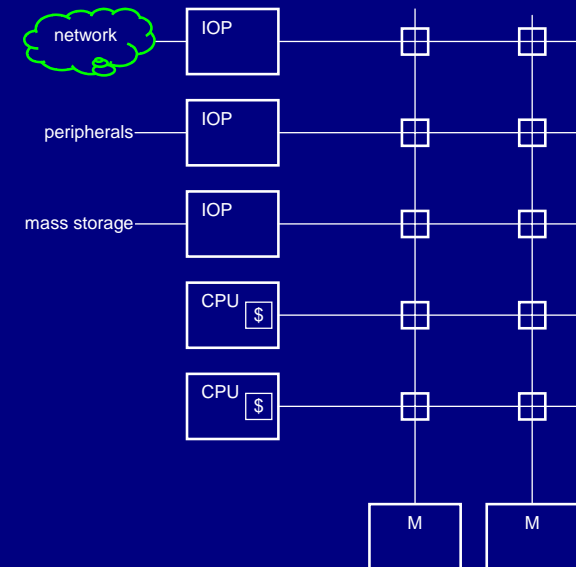 network
IOP
peripherals
IOP
mass storage
IOP
CPU
$
CPU
$
M
M